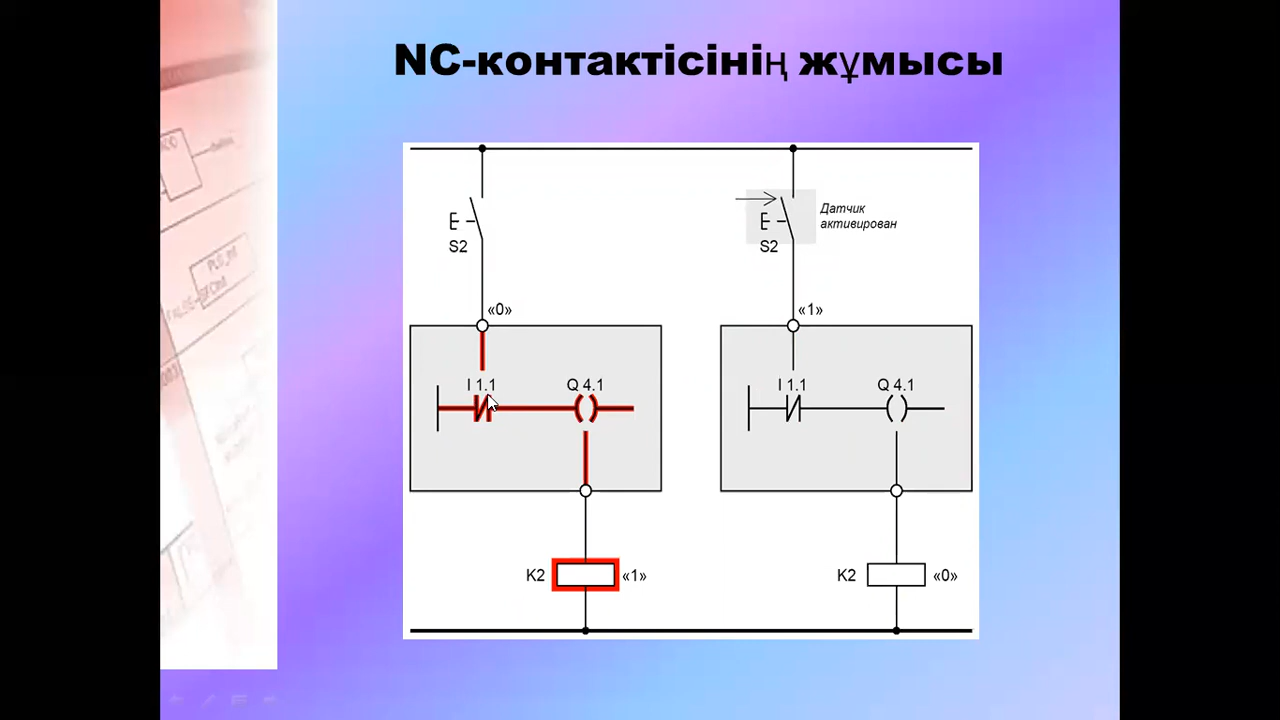 NC-контактісінің жұмысы
Датчик
активирован
S2
S2
«0»
«1»
I 1.1
Q 4.1
I 1.1
Q 4.1
K2
«1»
K2
«0»